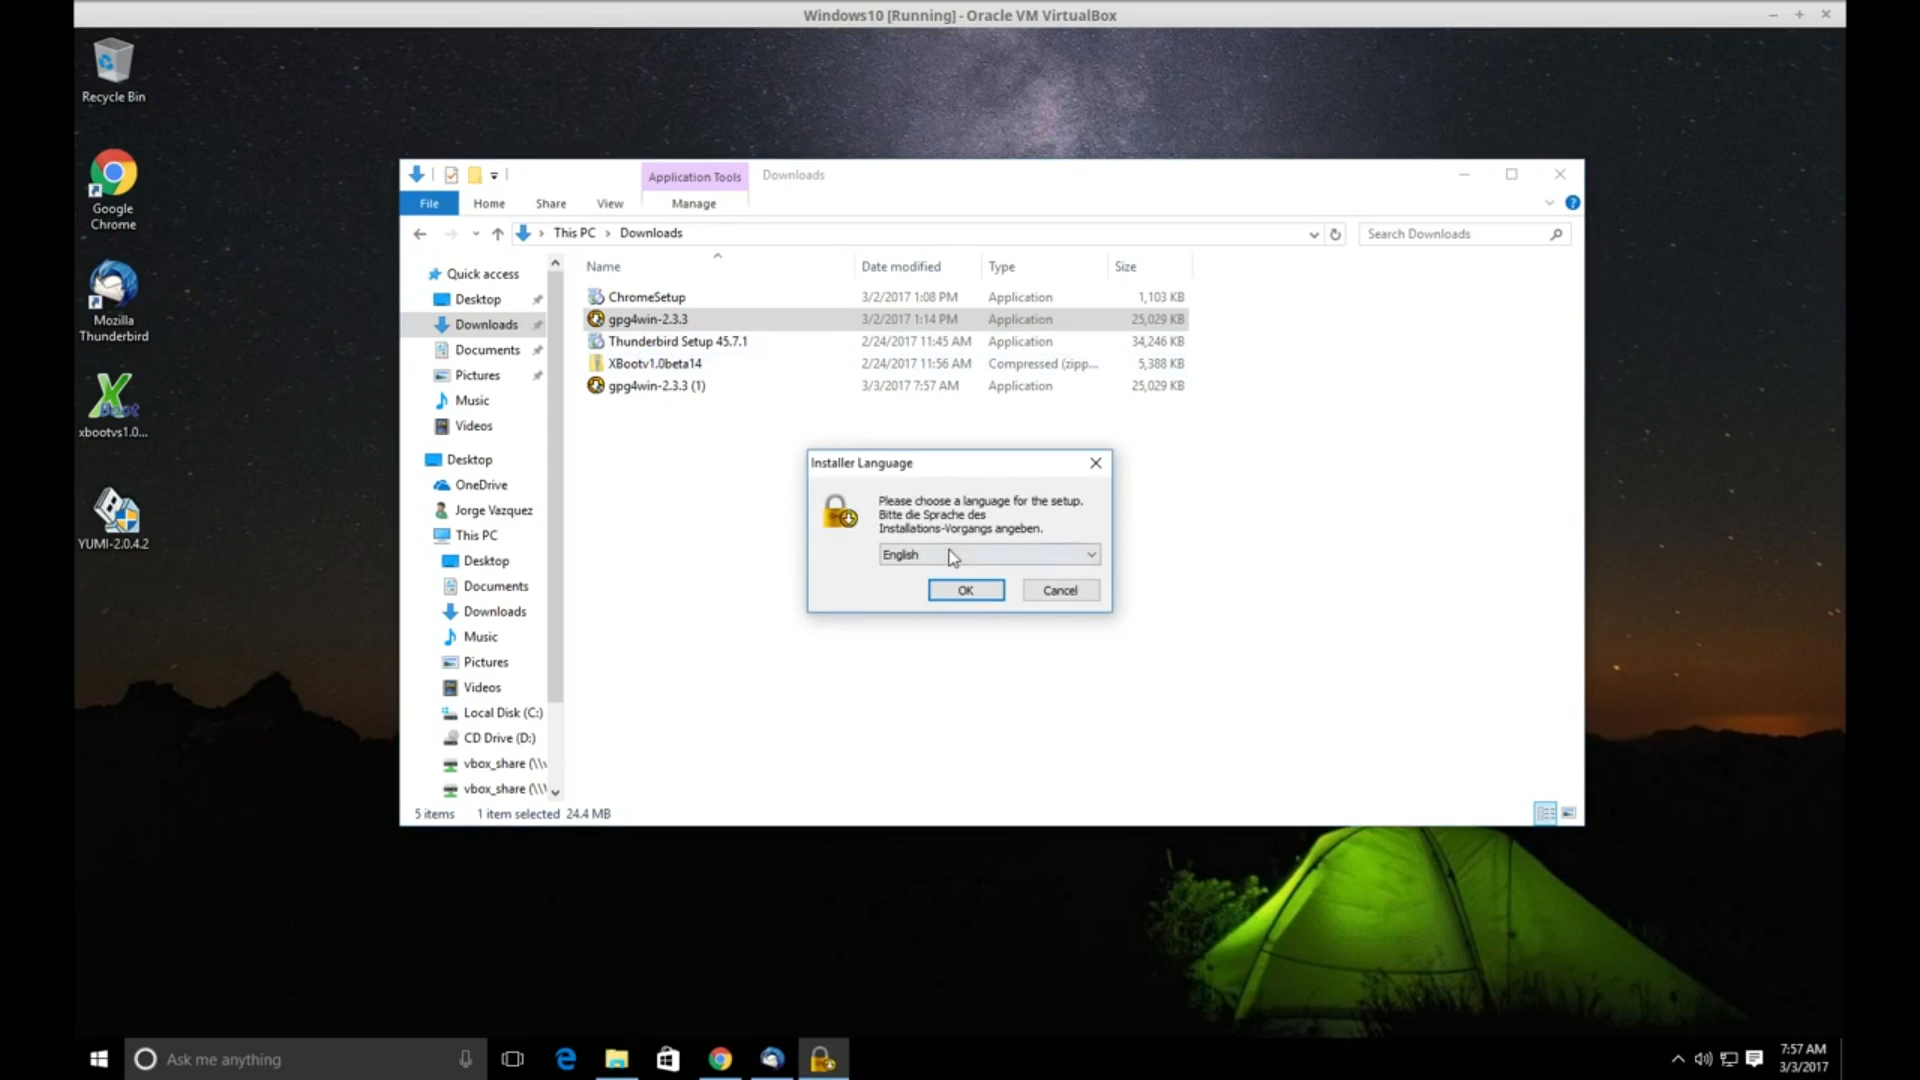 Windows10 [Running] - Oracle VM VirtualBox
Recycle Bin
Google
Chrome
Mozilla
Thunderbird
xbootvs1.0...
YUMI-2.0.4.2
Application Tools
Downloads
File
Home
Share
View
Manage
This PC
Downloads
Search Downloads
Quick access
Desktop
Downloads
Documents
Pictures
Music
Videos
Desktop
OneDrive
Jorge Vazquez
This PC
Desktop
Documents
Downloads
Music
Pictures
Videos
Local Disk (C:)
CD Drive (D:)
vbox_share (\\v
vbox_share (\\v
Name Date modified Type Size
ChromeSetup 3/2/2017 1:08 PM Application 1,103 KB
gpg4win-2.3.3 3/2/2017 1:14 PM Application 25,029 KB
Thunderbird Setup 45.7.1 2/24/2017 11:45 AM Application 34,246 KB
XBootv1.0beta14 2/24/2017 11:56 AM Compressed (zipp... 5,388 KB
gpg4win-2.3.3 (1) 3/3/2017 7:57 AM Application 25,029 KB
Installer Language
Please choose a language for the setup.
Bitte die Sprache des
Installations-Vorgangs angeben.
English
OK
Cancel
5 items 1 item selected 24.4 MB
Ask me anything
7:57 AM
3/3/2017